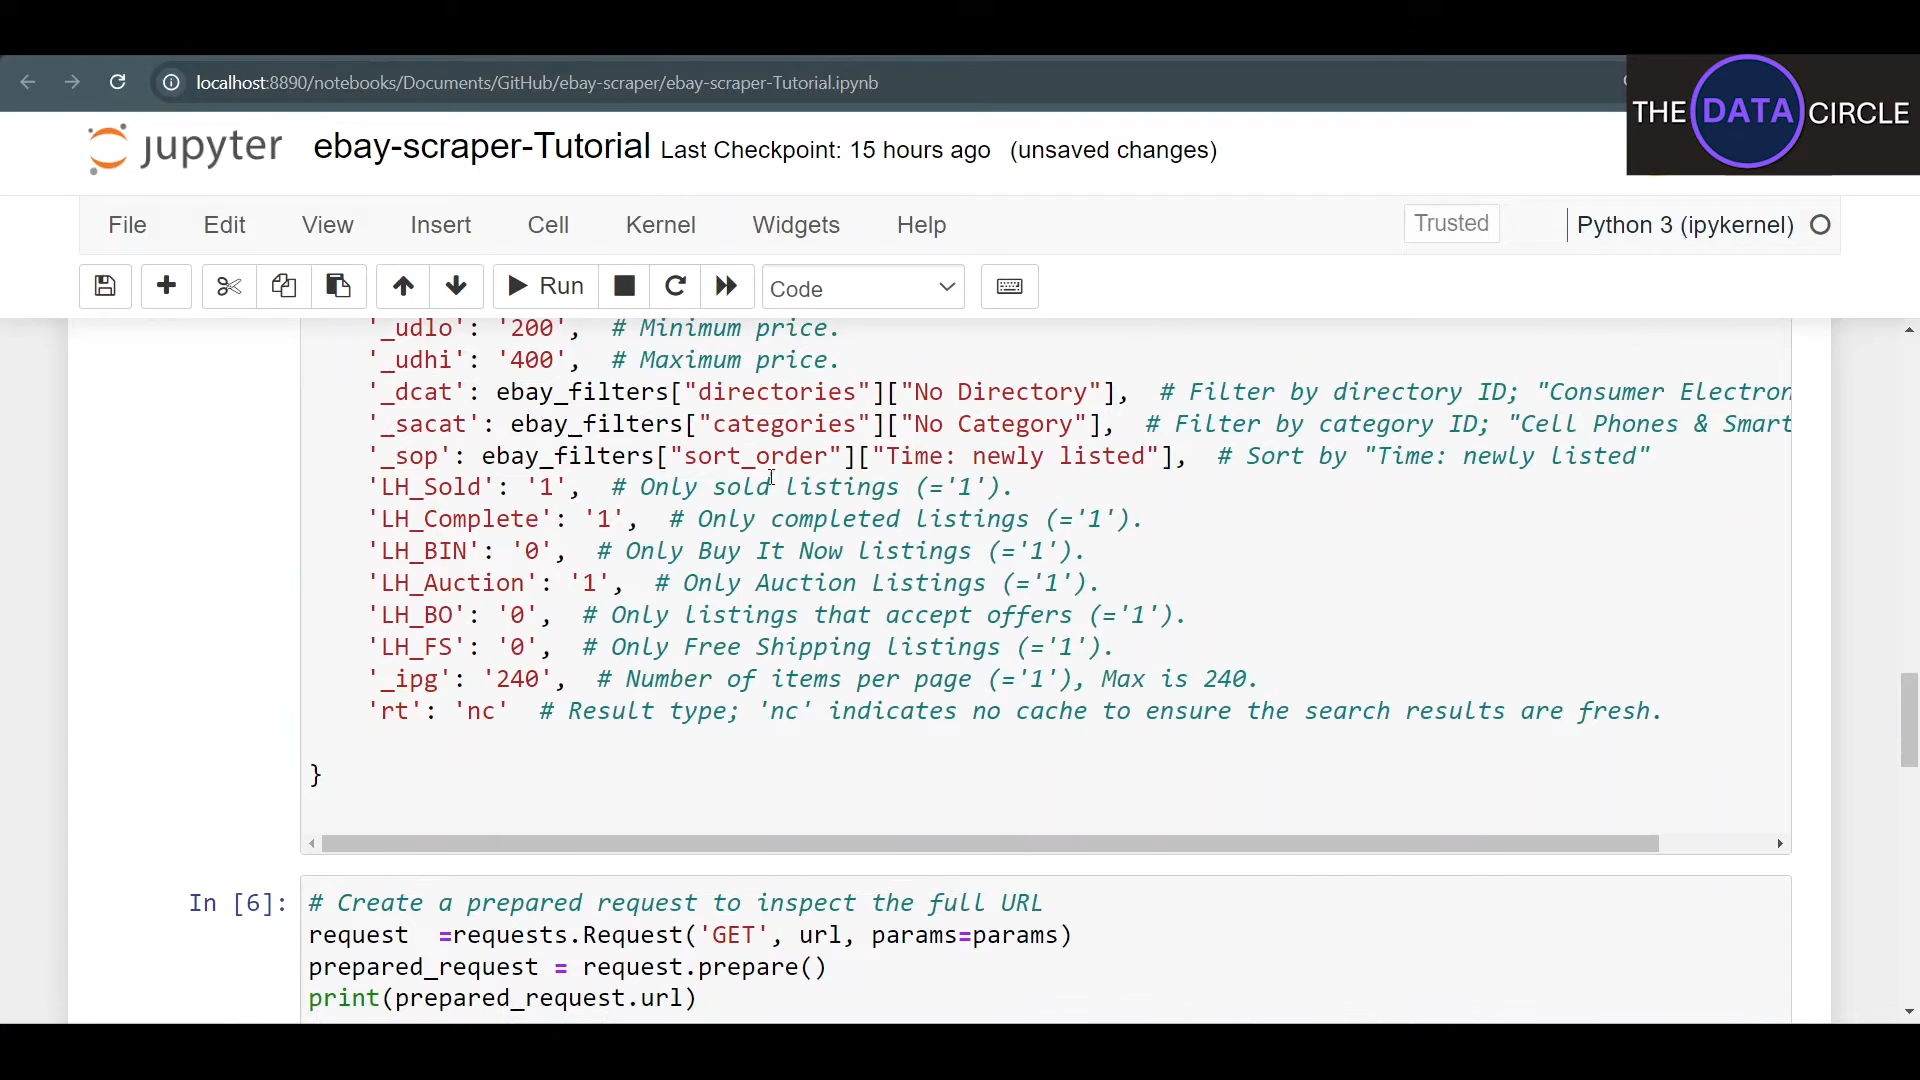 localhost:8890/notebooks/Documents/GitHub/ebay-scraper/ebay-scraper-Tutorial.ipynb
THE DATA CIRCLE
jupyter ebay-scraper-Tutorial Last Checkpoint: 15 hours ago (unsaved changes)
File Edit View Insert Cell Kernel Widgets Help Trusted Python 3 (ipykernel)
Run Code
'_udlo': '200',  # Minimum price.
'_udhi': '400',  # Maximum price.
'_dcat': ebay_filters["directories"]["No Directory"],  # Filter by directory ID; "Consumer Electron
'_sacat': ebay_filters["categories"]["No Category"],  # Filter by category ID; "Cell Phones & Smart
'_sop': ebay_filters["sort_order"]["Time: newly listed"],  # Sort by "Time: newly listed"
'LH_Sold': '1',  # Only sold listings (='1').
'LH_Complete': '1',  # Only completed listings (='1').
'LH_BIN': '0',  # Only Buy It Now listings (='1').
'LH_Auction': '1',  # Only Auction Listings (='1').
'LH_BO': '0',  # Only listings that accept offers (='1').
'LH_FS': '0',  # Only Free Shipping listings (='1').
'_ipg': '240',  # Number of items per page (='1'), Max is 240.
'rt': 'nc'  # Result type; 'nc' indicates no cache to ensure the search results are fresh.
}
In [6]: # Create a prepared request to inspect the full URL
request  =requests.Request('GET', url, params=params)
prepared_request = request.prepare()
print(prepared_request.url)